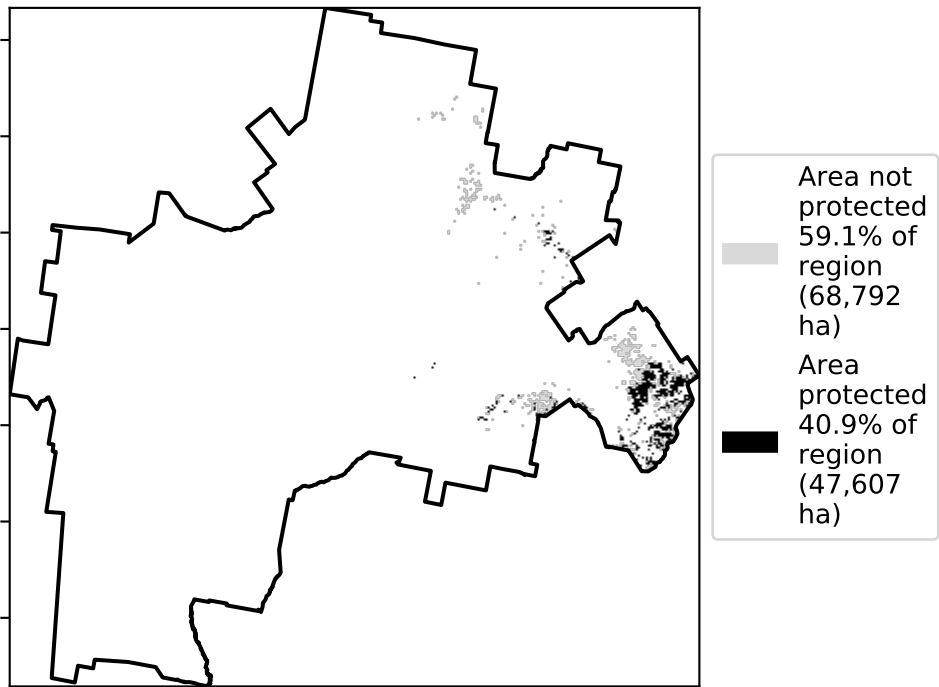 Area not
protected
59.1% of
region
(68,792
ha)
Area
protected
40.9% of
region
(47,607
ha)